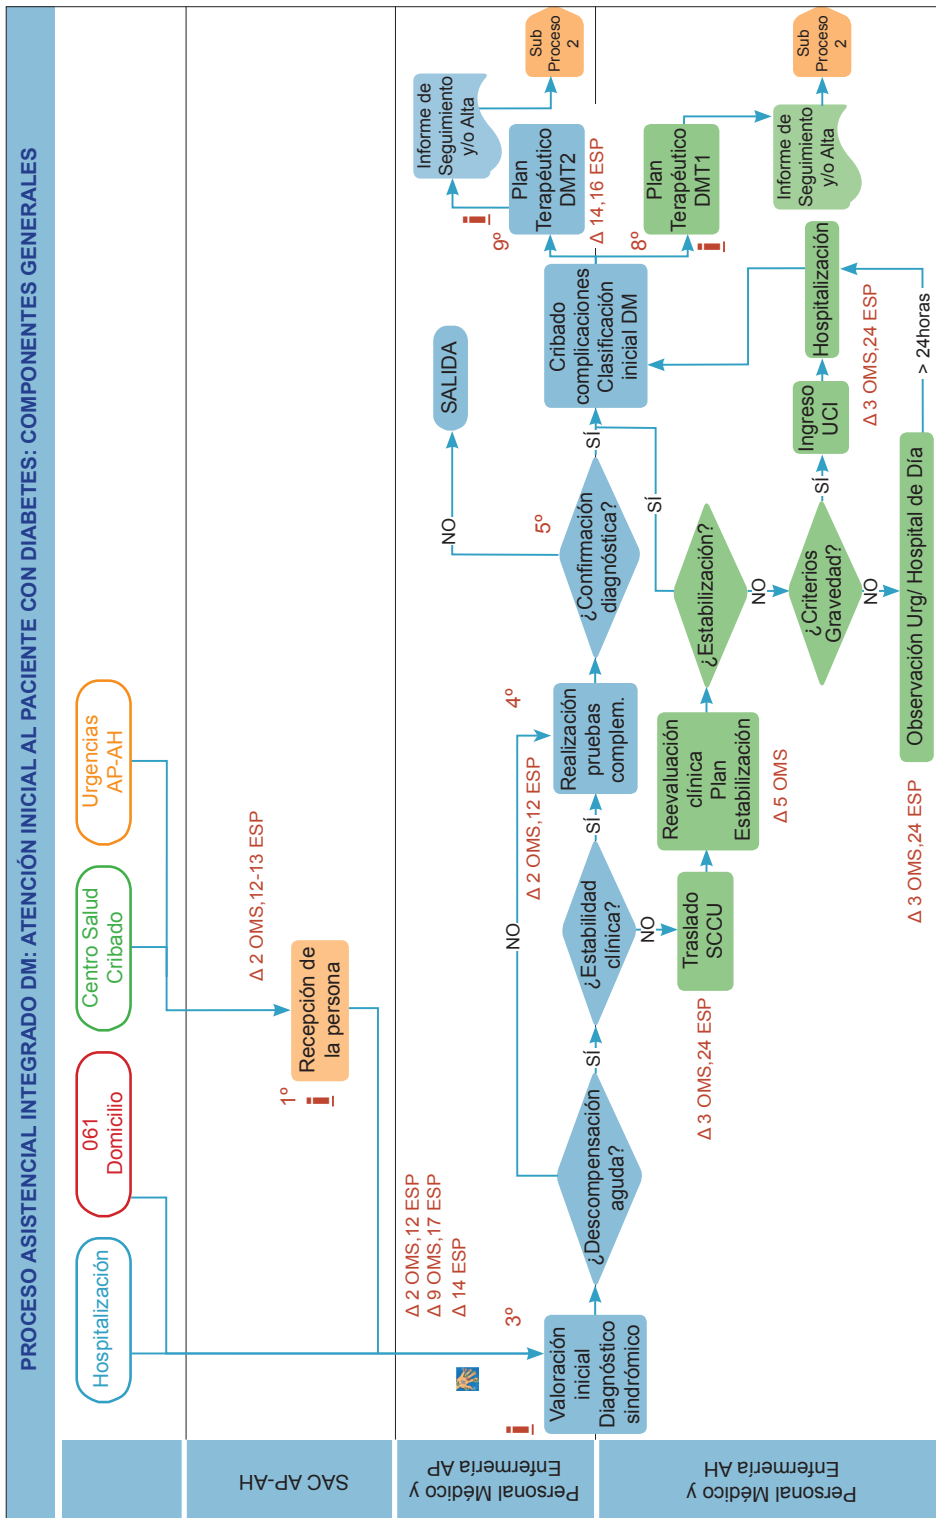 PROCESO ASISTENCIAL INTEGRADO DM: ATENCIÓN INICIAL AL PACIENTE CON DIABETES: COMPONENTES GENERALES
Hospitalización
061
Domicilio
Centro Salud
Cribado
Urgencias
AP-AH
SAC AP-AH
1º
i
Recepción de
la persona
Δ 2 OMS,12-13 ESP
Personal Médico y
Enfermería AP
Δ 2 OMS,12 ESP
Δ 9 OMS,17 ESP
Δ 14 ESP
3º
i
Valoración
inicial
Diagnóstico
sindrómico
¿Descompensación
aguda?
NO
SÍ
¿Estabilidad
clínica?
SÍ
NO
Δ 2 OMS,12 ESP
4º
Realización
pruebas
complem.
5º
¿Confirmación
diagnóstica?
NO
SALIDA
SÍ
Cribado
complicaciones
Clasificación
inicial DM
9º
i
Plan
Terapéutico
DMT2
Δ 14,16 ESP
Informe de
Seguimiento
y/o Alta
Sub
Proceso
2
Personal Médico y
Enfermería AH
Traslado
SCCU
Δ 3 OMS,24 ESP
Reevaluación
clínica
Plan
Estabilización
Δ 5 OMS
¿Estabilización?
SÍ
NO
¿Criterios
Gravedad?
SÍ
NO
Ingreso
UCI
Hospitalización
Δ 3 OMS,24 ESP
Observación Urg/ Hospital de Día
Δ 3 OMS,24 ESP
> 24horas
8º
i
Plan
Terapéutico
DMT1
Informe de
Seguimiento
y/o Alta
Sub
Proceso
2